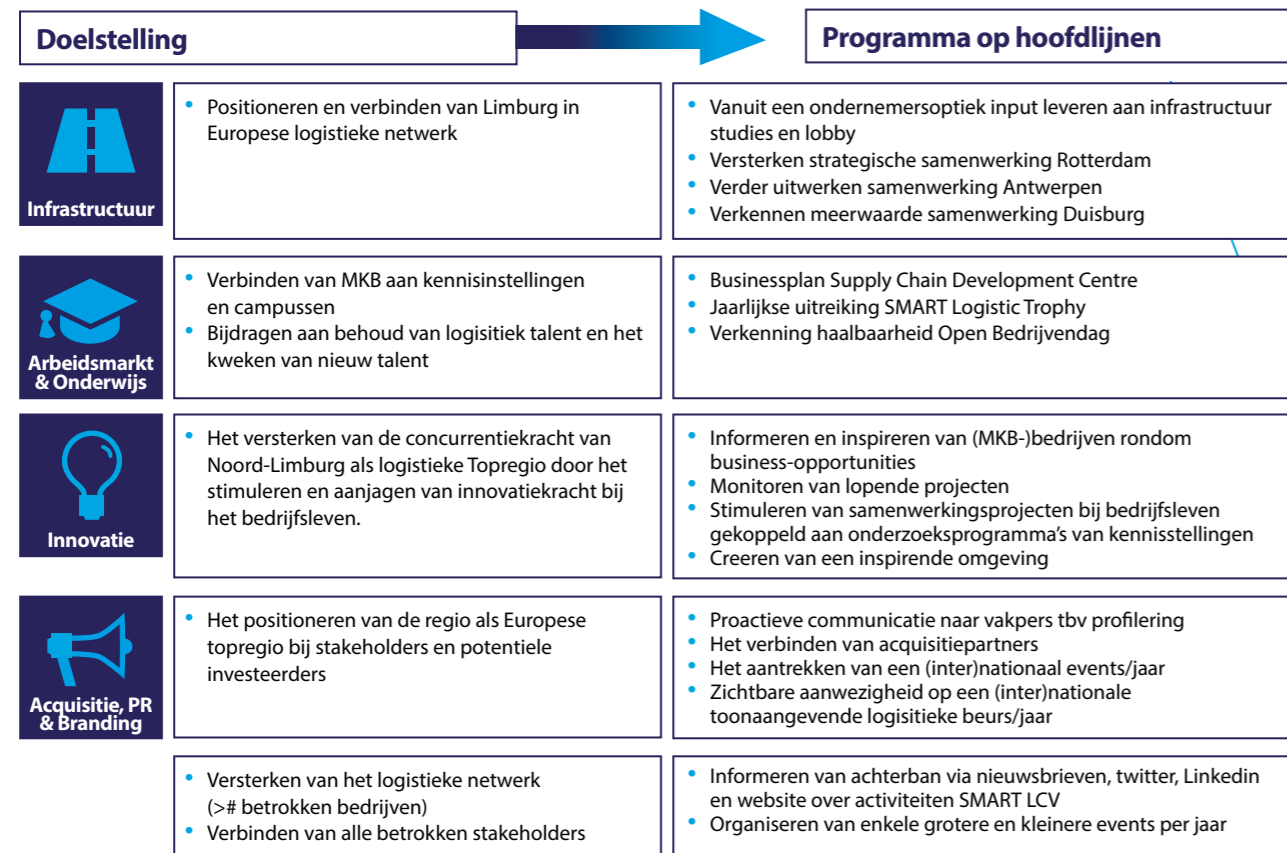 Doelstelling
Programma op hoofdlijnen
Infrastructuur
• Positioneren en verbinden van Limburg in
Europese logistieke netwerk
• Vanuit een ondernemersoptiek input leveren aan infrastructuur
studies en lobby
• Versterken strategische samenwerking Rotterdam
• Verder uitwerken samenwerking Antwerpen
• Verkennen meerwaarde samenwerking Duisburg
Arbeidsmarkt
& Onderwijs
• Verbinden van MKB aan kennisinstellingen
en campussen
• Bijdragen aan behoud van logisitiek talent en het
kweken van nieuw talent
• Businessplan Supply Chain Development Centre
• Jaarlijkse uitreiking SMART Logistic Trophy
• Verkenning haalbaarheid Open Bedrijvendag
Innovatie
• Het versterken van de concurrentiekracht van
Noord-Limburg als logistieke Topregio door het
stimuleren en aanjagen van innovatiekracht bij
het bedrijfsleven.
• Informeren en inspireren van (MKB-)bedrijven rondom
business-opportunities
• Monitoren van lopende projecten
• Stimuleren van samenwerkingsprojecten bij bedrijfsleven
gekoppeld aan onderzoeksprogramma's van kennisstellingen
• Creeren van een inspirende omgeving
Acquisitie, PR
& Branding
• Het positioneren van de regio als Europese
topregio bij stakeholders en potentiele
investeerders
• Proactieve communicatie naar vakpers tbv profilering
• Het verbinden van acquisitiepartners
• Het aantrekken van een (inter)nationaal events/jaar
• Zichtbare aanwezigheid op een (inter)nationale
toonaangevende logisitieke beurs/jaar
• Versterken van het logistieke netwerk
(># betrokken bedrijven)
• Verbinden van alle betrokken stakeholders
• Informeren van achterban via nieuwsbrieven, twitter, Linkedin
en website over activiteiten SMART LCV
• Organiseren van enkele grotere en kleinere events per jaar